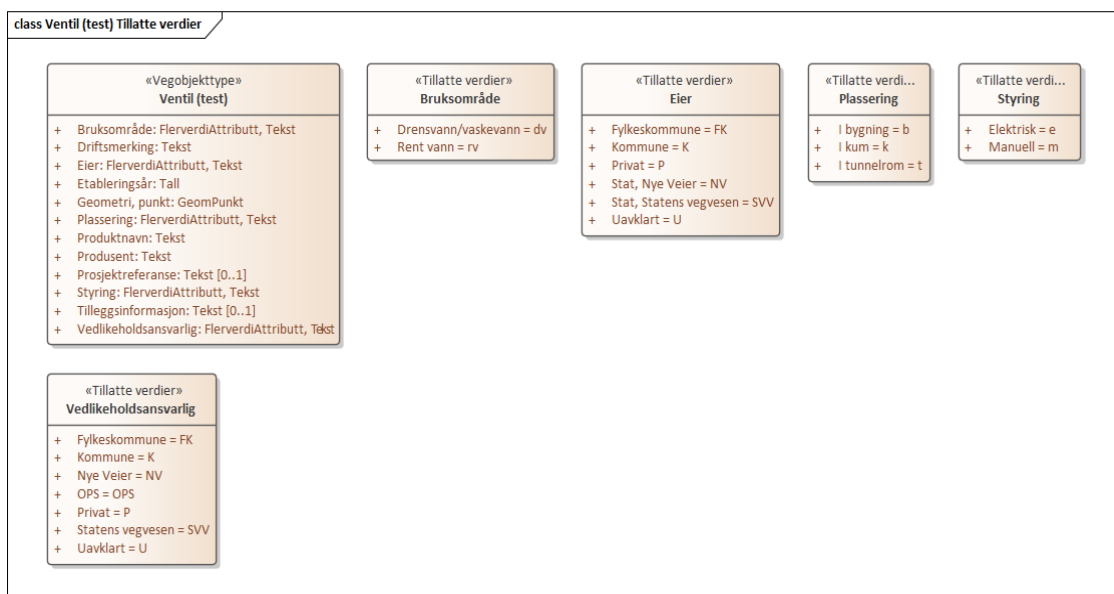 class Ventil (test) Tillatte verdier
«Vegobjekttype»
Ventil (test)
+ Bruksområde: FlerverdiAttributt, Tekst
+ Driftsmerking: Tekst
+ Eier: FlerverdiAttributt, Tekst
+ Etableringsår: Tall
+ Geometri, punkt: GeomPunkt
+ Plassering: FlerverdiAttributt, Tekst
+ Produktnavn: Tekst
+ Produsent: Tekst
+ Prosjektreferanse: Tekst [0..1]
+ Styring: FlerverdiAttributt, Tekst
+ Tilleggsinformasjon: Tekst [0..1]
+ Vedlikeholdsansvarlig: FlerverdiAttributt, Tekst
«Tillatte verdier»
Bruksområde
+ Drensvann/vaskevann = dv
+ Rent vann = rv
«Tillatte verdier»
Eier
+ Fylkeskommune = FK
+ Kommune = K
+ Privat = P
+ Stat, Nye Veier = NV
+ Stat, Statens vegvesen = SVV
+ Uavklart = U
«Tillatte verdi...
Plassering
+ I bygning = b
+ I kum = k
+ I tunnelrom = t
«Tillatte verdi...
Styring
+ Elektrisk = e
+ Manuell = m
«Tillatte verdier»
Vedlikeholdsansvarlig
+ Fylkeskommune = FK
+ Kommune = K
+ Nye Veier = NV
+ OPS = OPS
+ Privat = P
+ Statens vegvesen = SVV
+ Uavklart = U